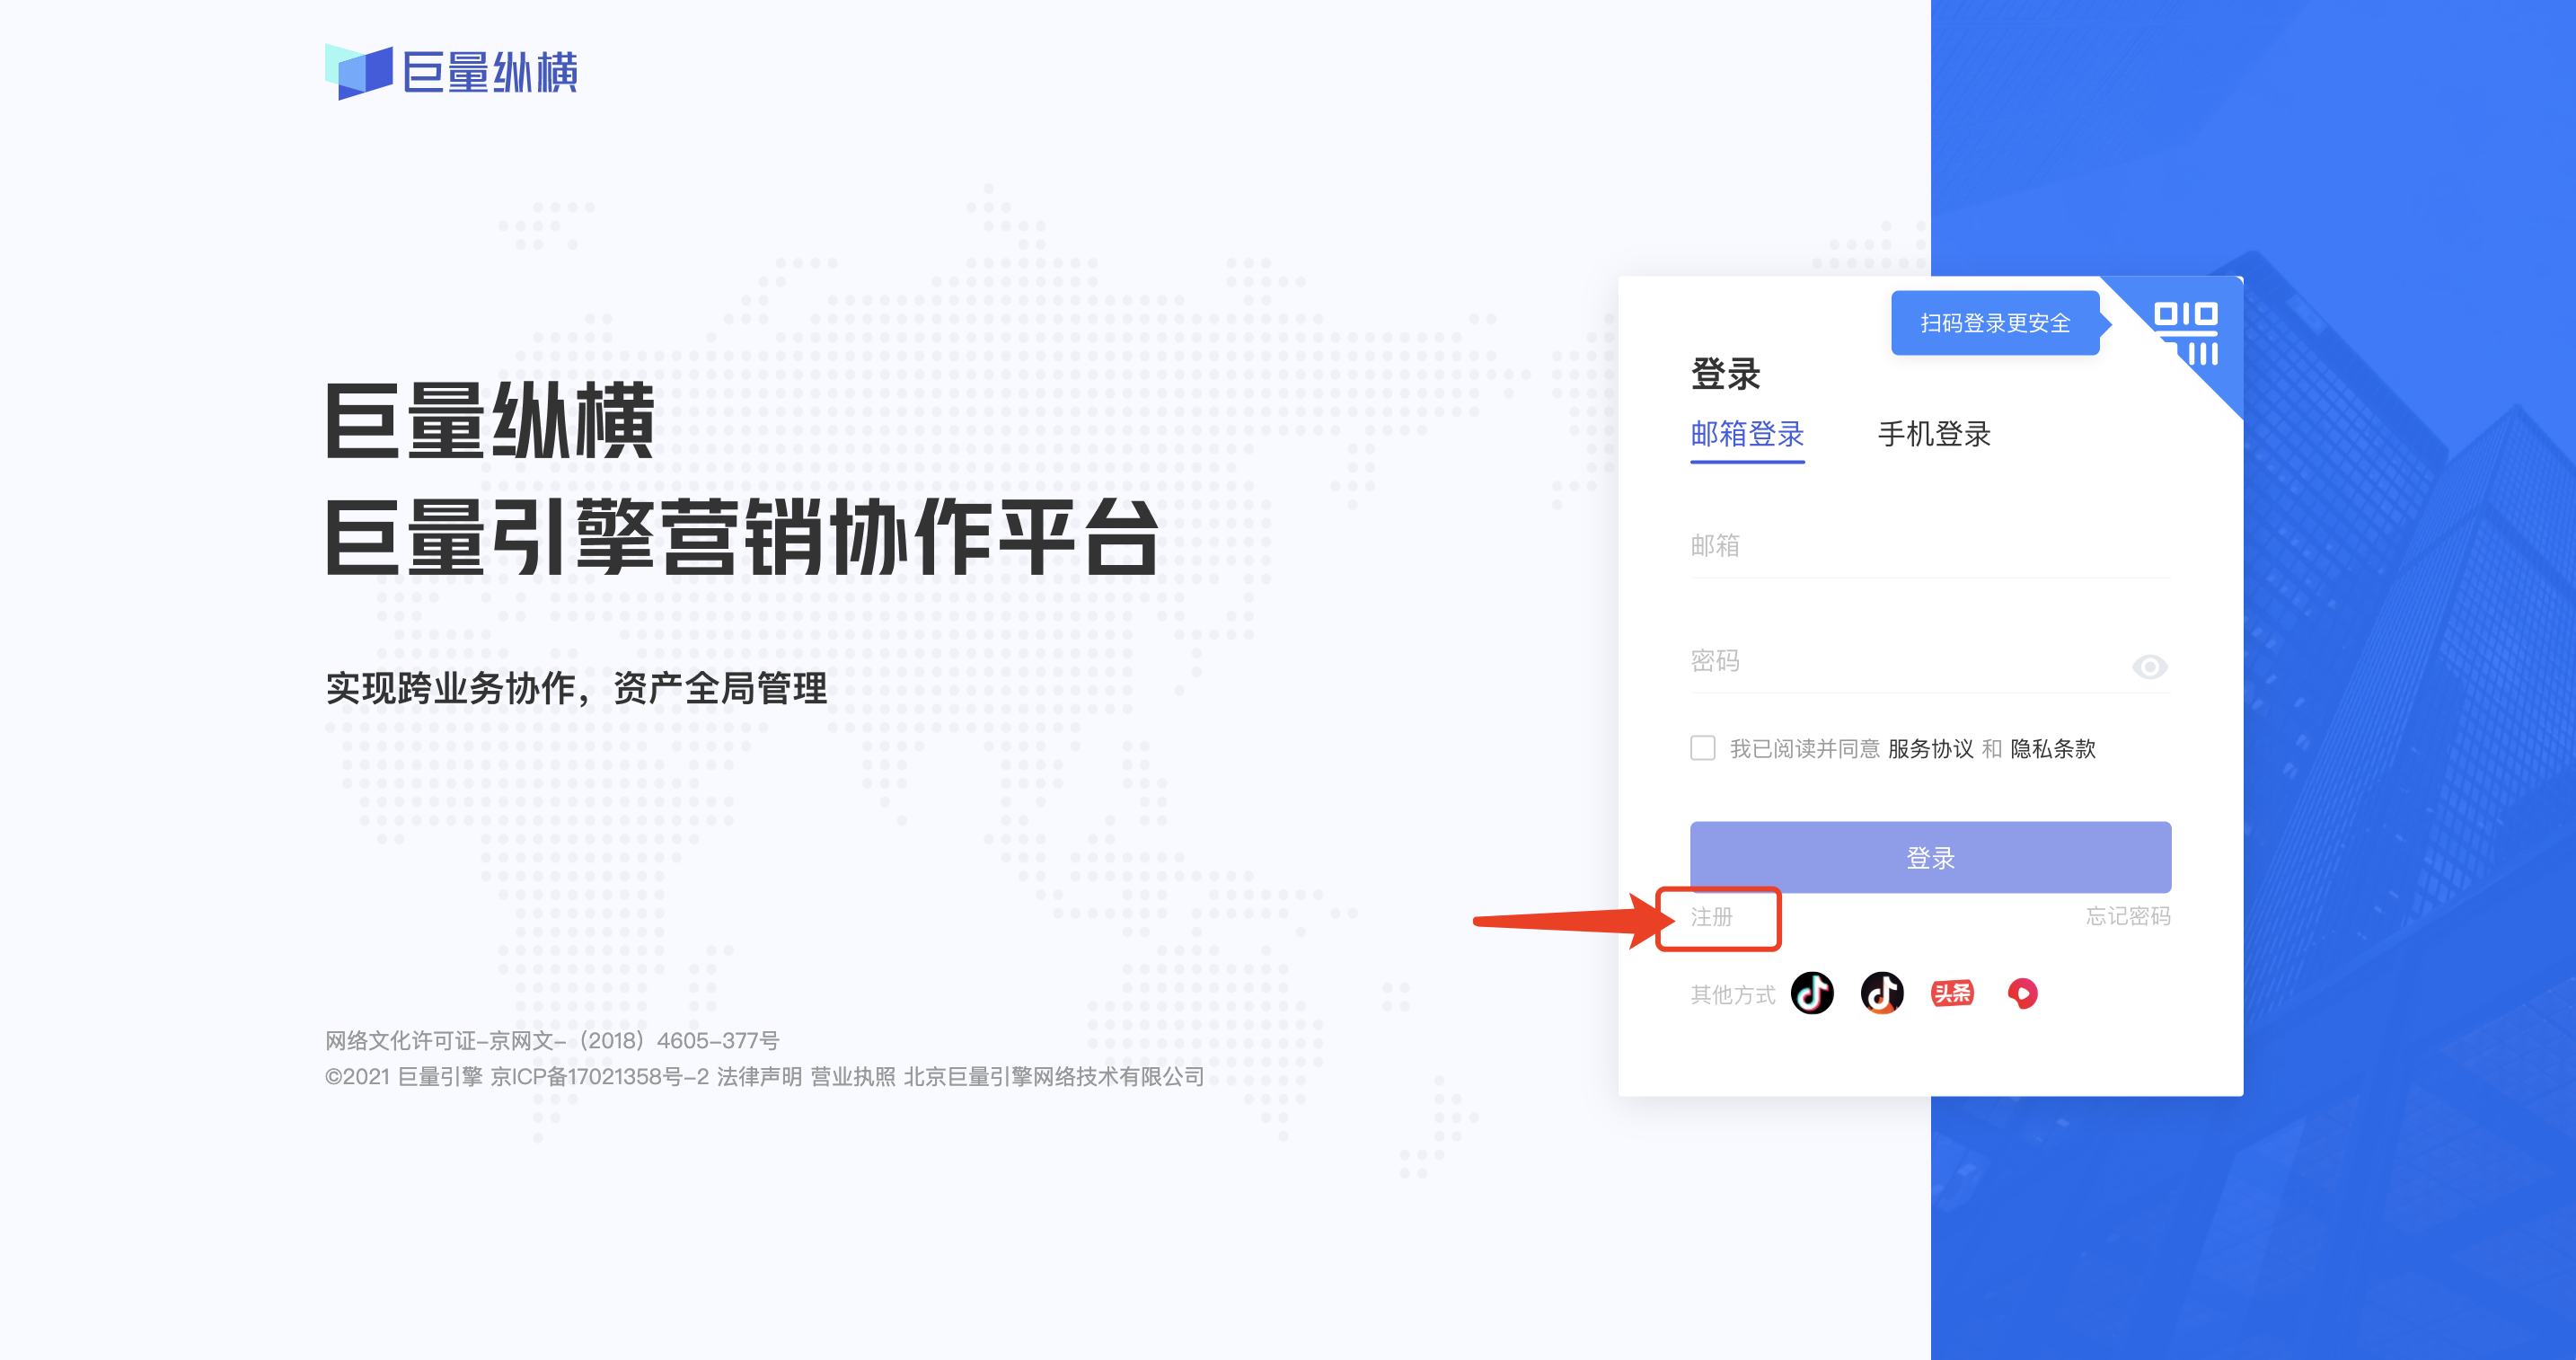 巨量纵横
巨量纵横
巨量引擎营销协作平台
实现跨业务协作，资产全局管理
网络文化许可证-京网文-（2018）4605-377号
©2021 巨量引擎 京ICP备17021358号-2 法律声明 营业执照 北京巨量引擎网络技术有限公司
扫码登录更安全
登录
邮箱登录 手机登录
邮箱
密码
我已阅读并同意 服务协议 和 隐私条款
登录
注册 忘记密码
其他方式 头条